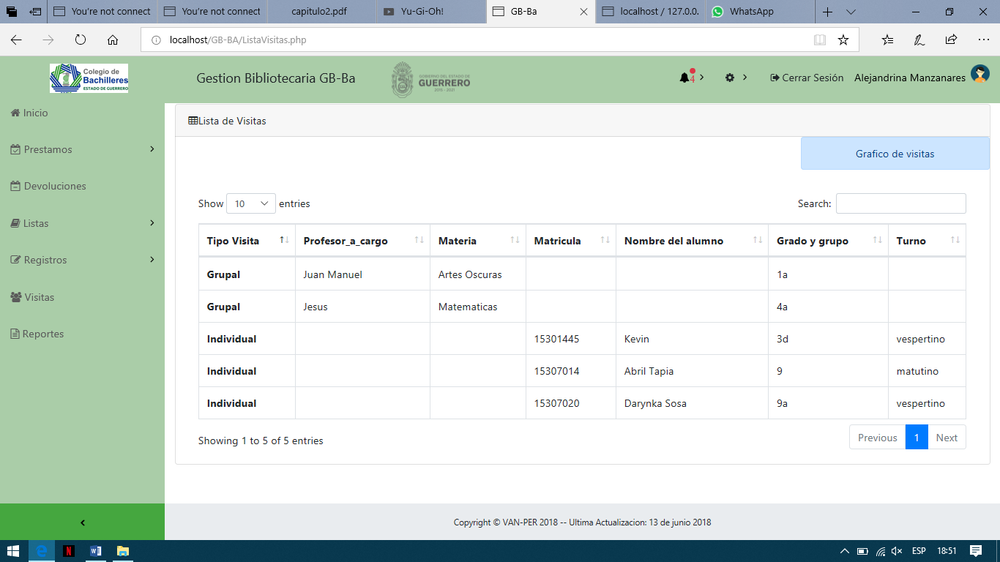 You're not connect
You're not connect
capitulo2.pdf
Yu-Gi-Oh!
GB-Ba
localhost / 127.0.0.
WhatsApp
localhost/GB-BA/ListaVisitas.php
Colegio de
Bachilleres
ESTADO DE GUERRERO
Gestion Bibliotecaria GB-Ba
GOBIERNO DEL ESTADO DE
GUERRERO
2015 - 2021
4
Cerrar Sesión
Alejandrina Manzanares
Inicio
Prestamos
Devoluciones
Listas
Registros
Visitas
Reportes
Lista de Visitas
Grafico de visitas
Show 10 entries
Search:
Tipo Visita Profesor_a_cargo Materia Matricula Nombre del alumno Grado y grupo Turno
Grupal Juan Manuel Artes Oscuras 1a
Grupal Jesus Matematicas 4a
Individual 15301445 Kevin 3d vespertino
Individual 15307014 Abril Tapia 9 matutino
Individual 15307020 Darynka Sosa 9a vespertino
Showing 1 to 5 of 5 entries
Previous 1 Next
Copyright © VAN-PER 2018 -- Ultima Actualizacion: 13 de junio 2018
ESP 18:51